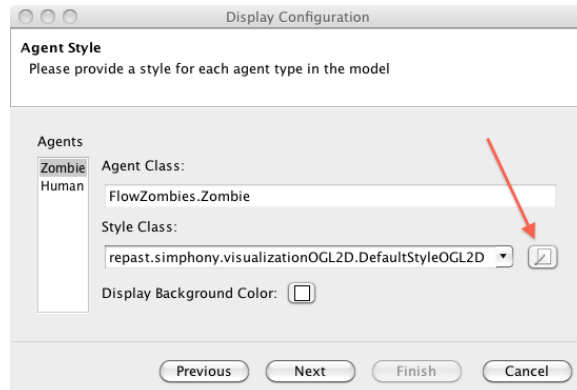 Display Configuration
Agent Style
Please provide a style for each agent type in the model
Agents
Zombie
Human
Agent Class:
FlowZombies.Zombie
Style Class:
repast.simphony.visualizationOGL2D.DefaultStyleOGL2D
Display Background Color:
Previous Next Finish Cancel